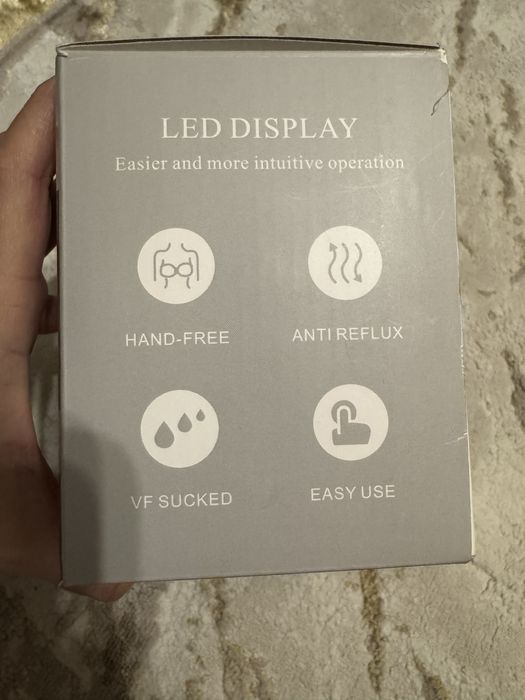 LED DISPLAY
Easier and more intuitive operation
HAND-FREE
ANTI REFLUX
VF SUCKED
EASY USE